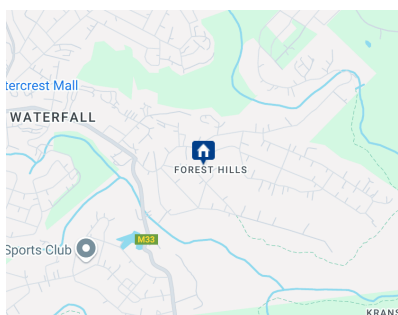 tercrest Mall
WATERFALL
FOREST HILLS
M33
Sports Club
KRANS